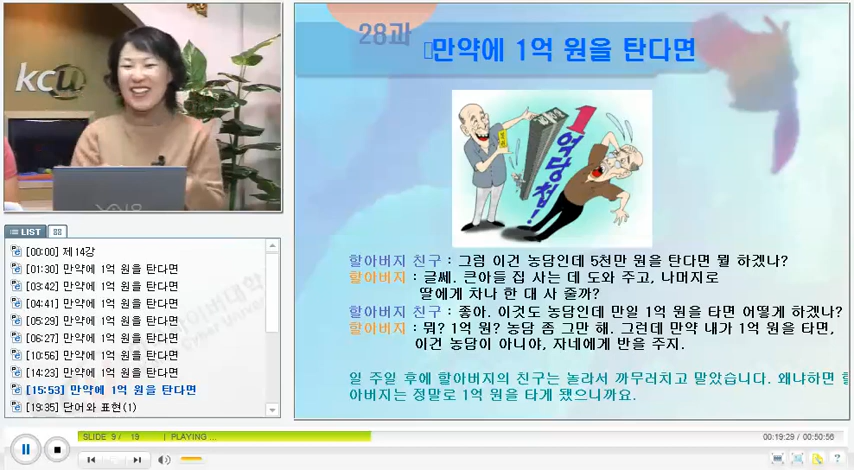 kcu
VAIO
LIST
[00:00] 제14강
[01:30] 만약에 1억 원을 탄다면
[03:42] 만약에 1억 원을 탄다면
[04:41] 만약에 1억 원을 탄다면
[05:29] 만약에 1억 원을 탄다면
[06:27] 만약에 1억 원을 탄다면
[10:56] 만약에 1억 원을 탄다면
[14:23] 만약에 1억 원을 탄다면
[15:53] 만약에 1억 원을 탄다면
[19:35] 단어와 표현(1)
28과
만약에 1억 원을 탄다면
1억당첨!
할아버지 친구 : 그럼 이건 농담인데 5천만 원을 탄다면 뭘 하겠나?
할아버지 : 글쎄. 큰아들 집 사는 데 도와 주고, 나머지로
딸에게 차나 한 대 사 줄까?
할아버지 친구 : 좋아. 이것도 농담인데 만일 1억 원을 타면 어떻게 하겠나?
할아버지 : 뭐? 1억 원? 농담 좀 그만 해. 그런데 만약 내가 1억 원을 타면,
이건 농담이 아니야, 자네에게 반을 주지.
일 주일 후에 할아버지의 친구는 놀라서 까무러치고 말았습니다. 왜냐하면 할
아버지는 정말로 1억 원을 타게 됐으니까요.
SLIDE 9 / 19 | PLAYING ...
00:19:29 / 00:50:56